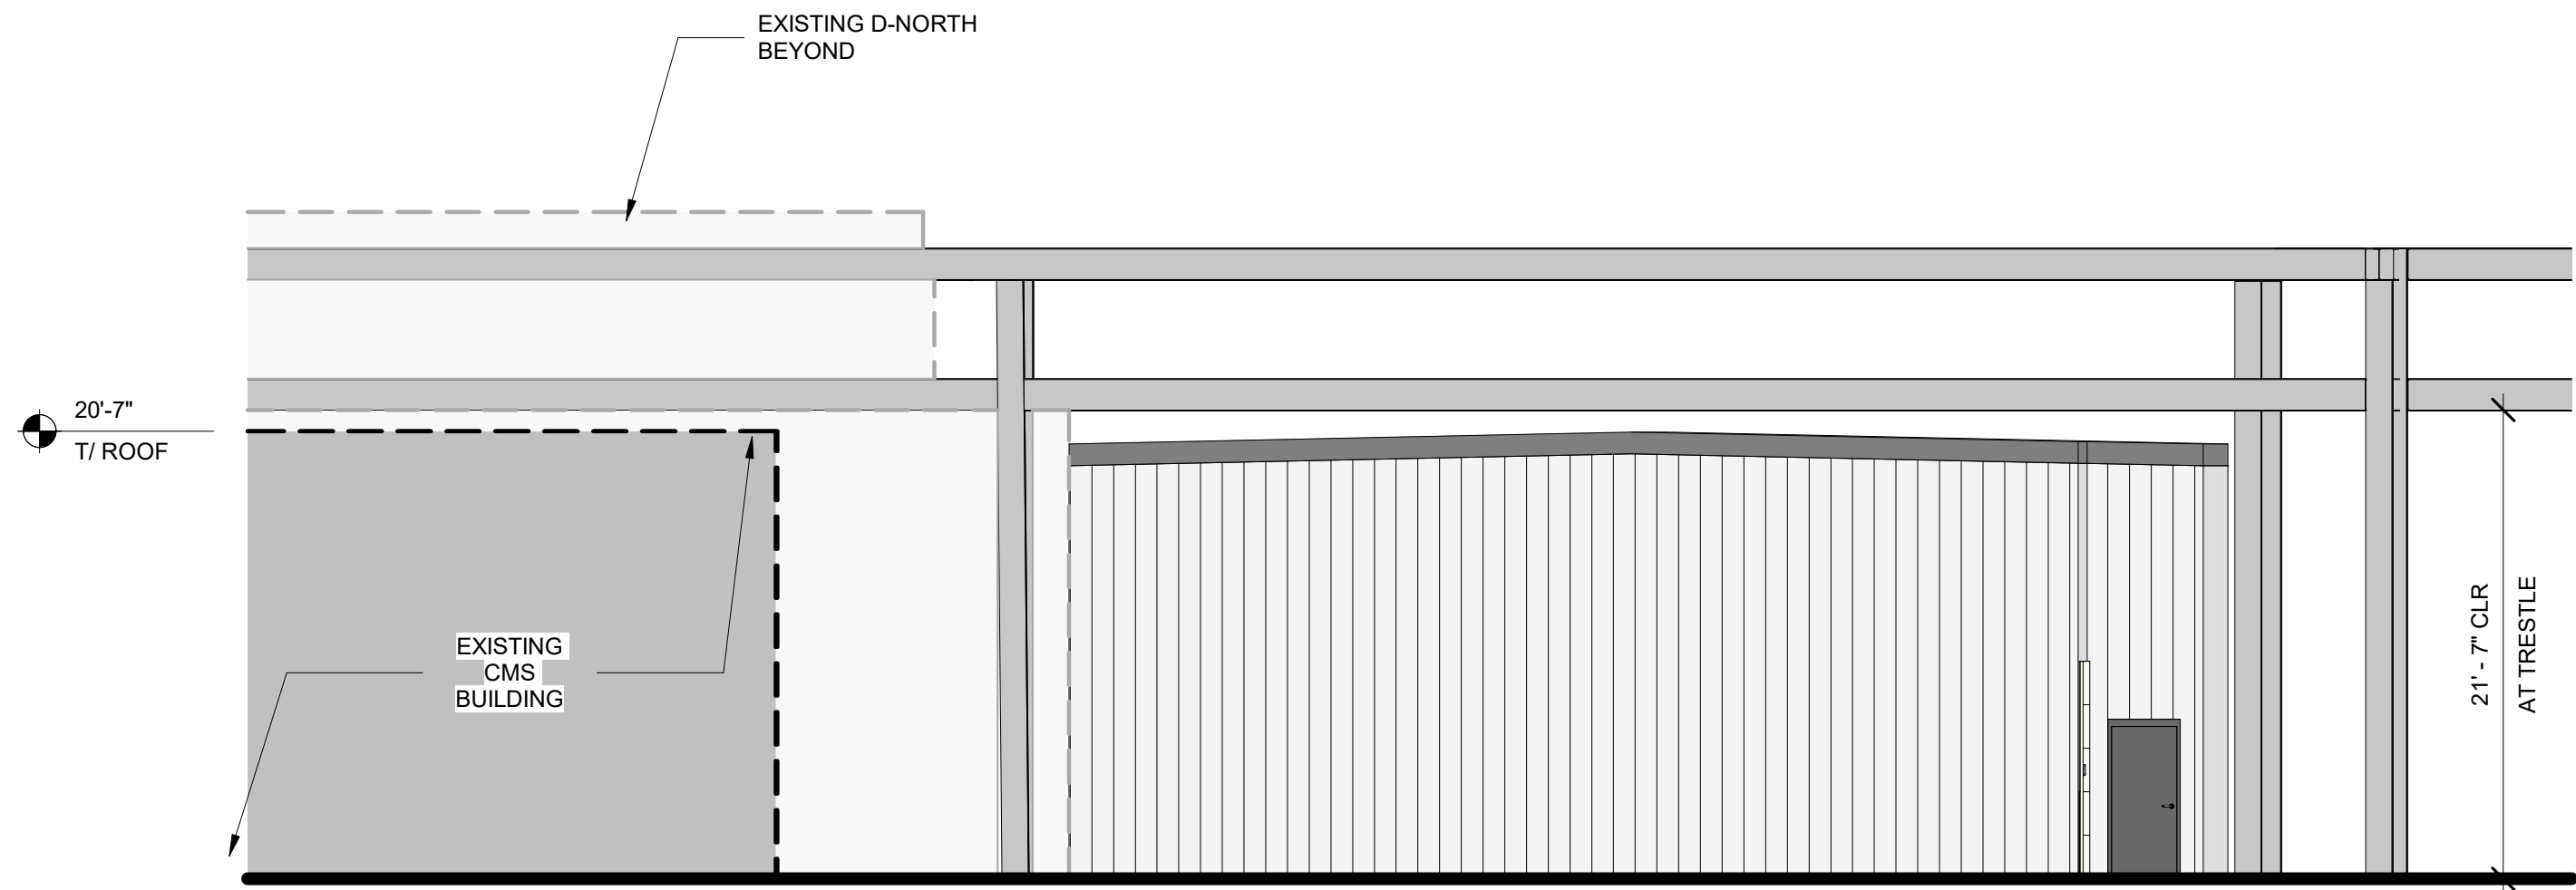 EXISTING D-NORTH
BEYOND
20'-7"
T/ ROOF
EXISTING
CMS
BUILDING
21' - 7" CLR
AT TRESTLE